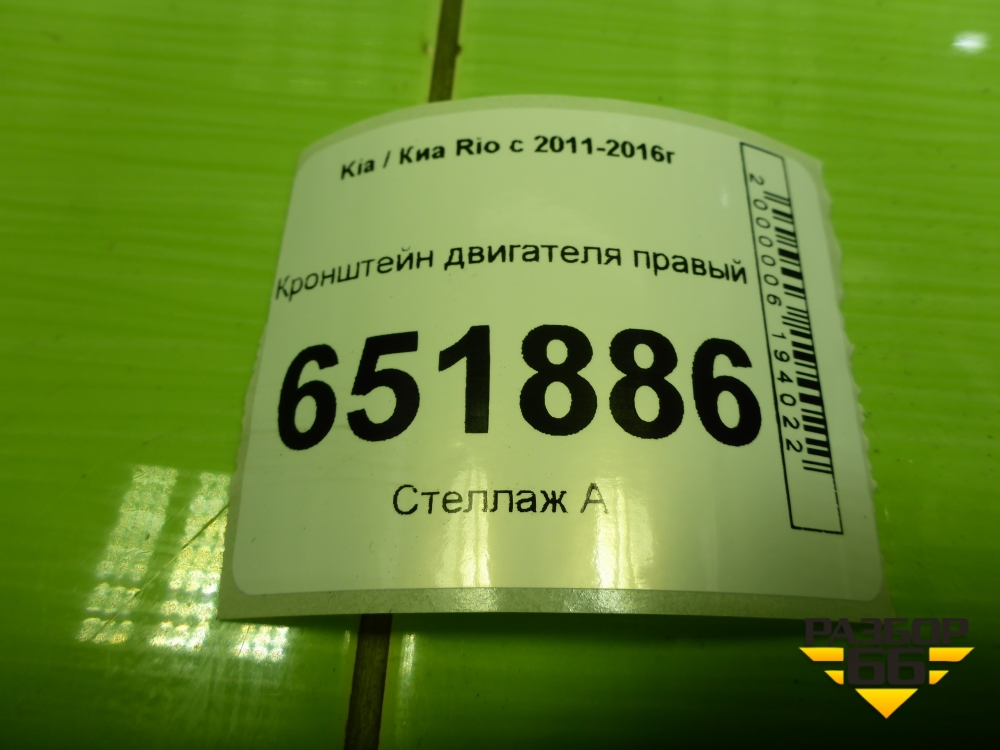 Kia / Киа Rio с 2011-2016г
Кронштейн двигателя правый
651886
Стеллаж А
2000006194022
РАЗБОР
66